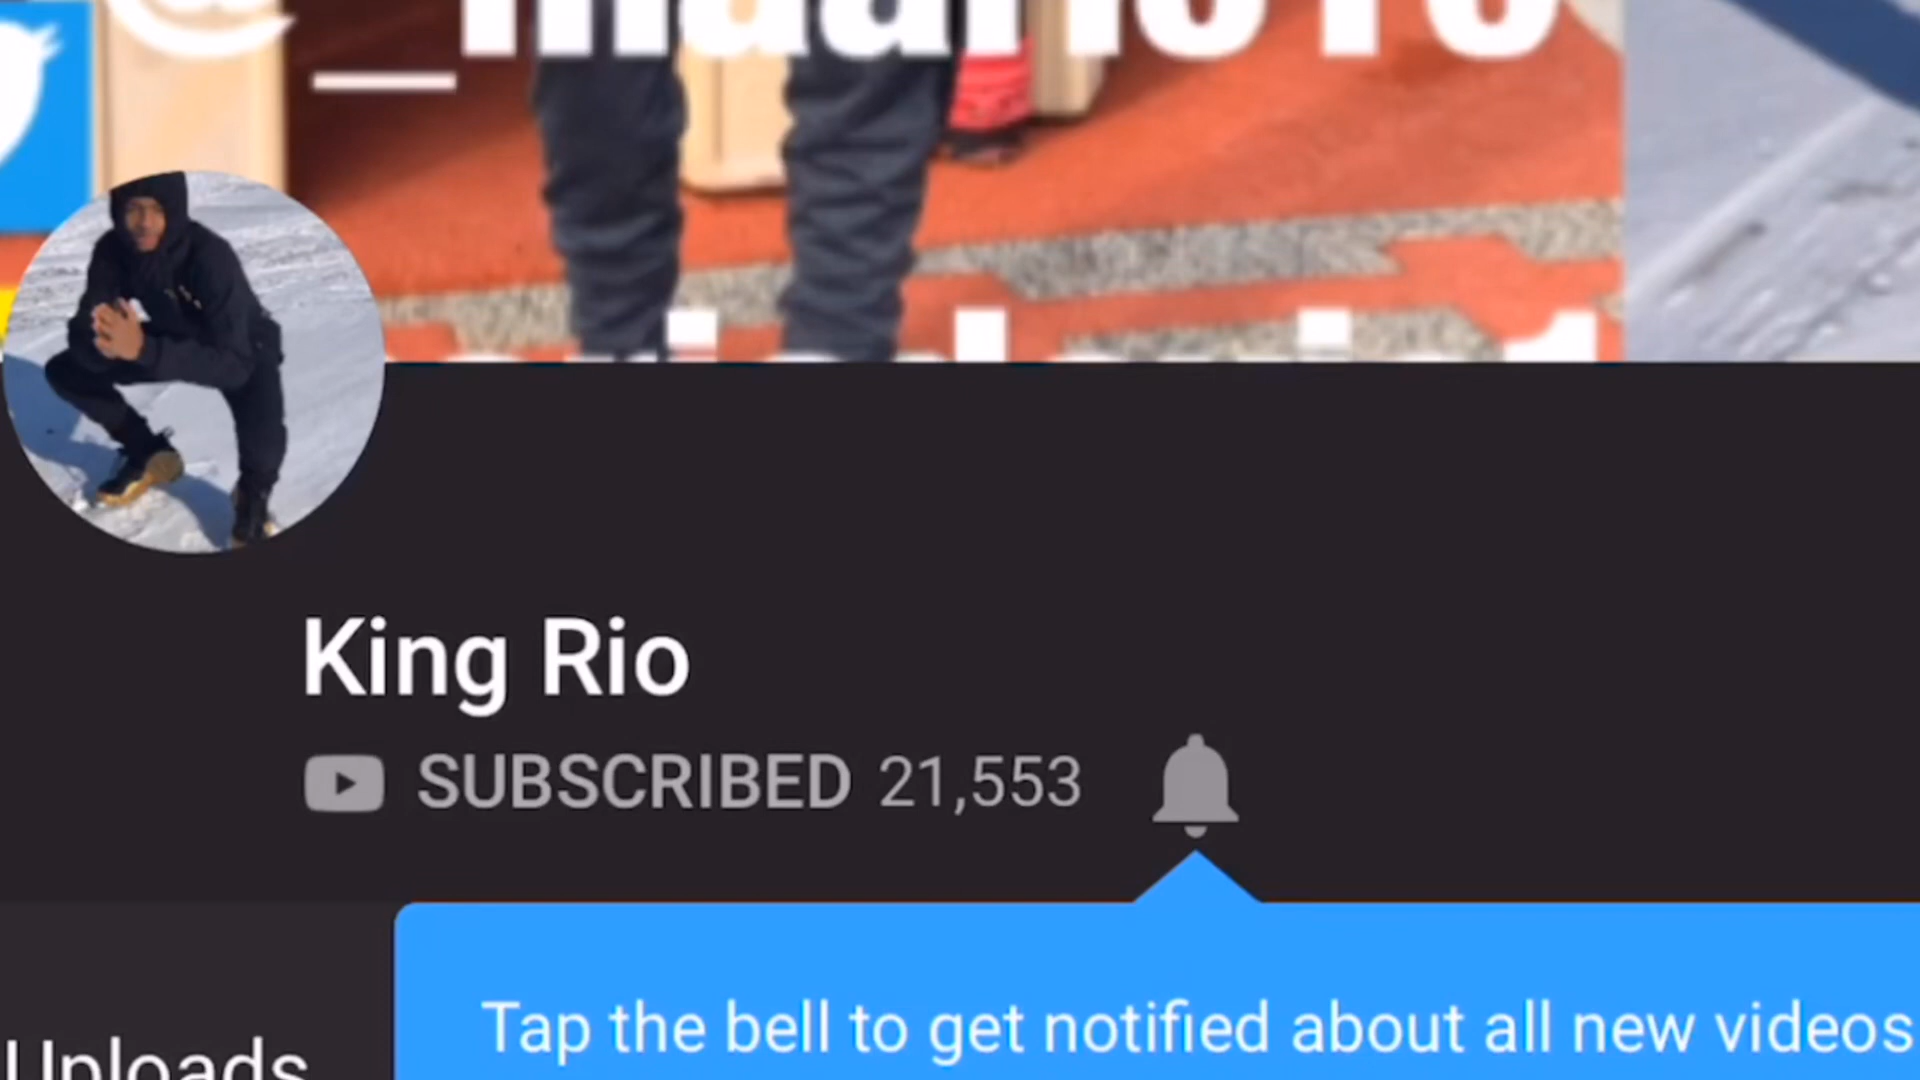 King Rio
SUBSCRIBED 21,553
Tap the bell to get notified about all new videos
Uploads